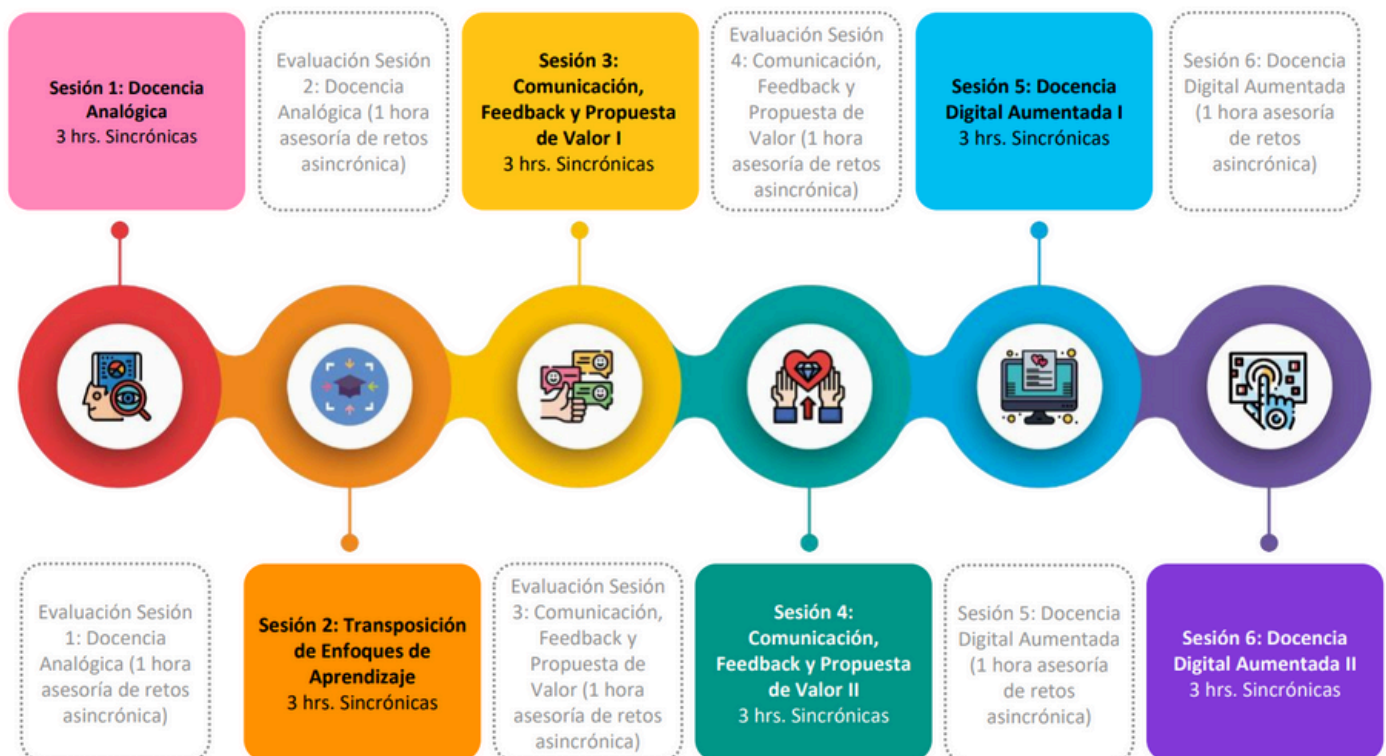 Sesión 1: Docencia
Analógica
3 hrs. Sincrónicas
Evaluación Sesión
2: Docencia
Analógica (1 hora
asesoría de retos
asincrónica)
Sesión 3:
Comunicación,
Feedback y Propuesta
de Valor I
3 hrs. Sincrónicas
Evaluación Sesión
4: Comunicación,
Feedback y
Propuesta de
Valor (1 hora
asesoría de retos
asincrónica)
Sesión 5: Docencia
Digital Aumentada I
3 hrs. Sincrónicas
Sesión 6: Docencia
Digital Aumentada
(1 hora asesoría
de retos
asincrónica)
Evaluación Sesión
1: Docencia
Analógica (1 hora
asesoría de retos
asincrónica)
Sesión 2: Transposición
de Enfoques de
Aprendizaje
3 hrs. Sincrónicas
Evaluación Sesión
3: Comunicación,
Feedback y
Propuesta de
Valor (1 hora
asesoría de retos
asincrónica)
Sesión 4:
Comunicación,
Feedback y Propuesta
de Valor II
3 hrs. Sincrónicas
Sesión 5: Docencia
Digital Aumentada
(1 hora asesoría
de retos
asincrónica)
Sesión 6: Docencia
Digital Aumentada II
3 hrs. Sincrónicas